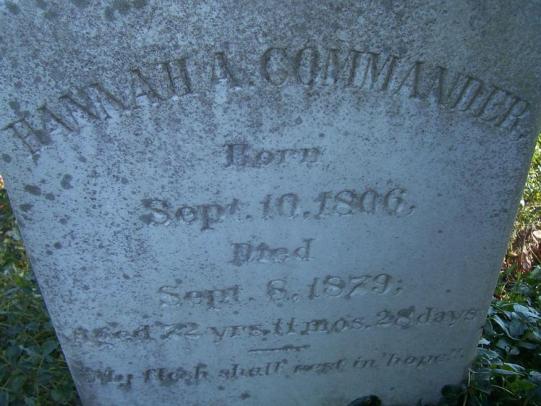 HANNAH A. COMMANDER,
Born
Sept. 10, 1806,
Died
Sept. 8, 1879;
Aged 72 yrs. 11 mos. 28 days
"My flesh shall rest in hope".